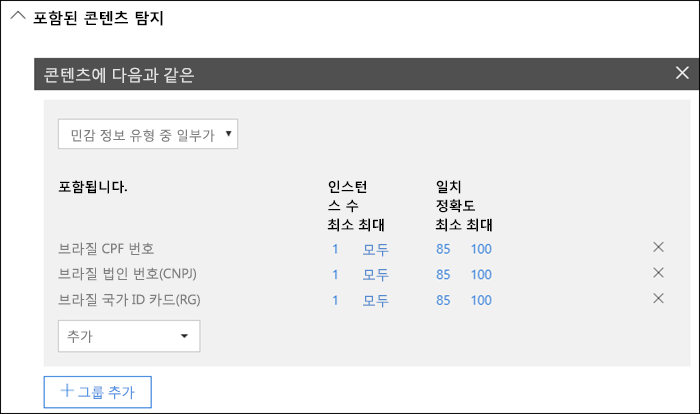 포함된 콘텐츠 탐지
콘텐츠에 다음과 같은
민감 정보 유형 중 일부가
포함됩니다. 인스턴 일치
스 수 정확도
최소 최대 최소 최대
브라질 CPF 번호 1 모두 85 100
브라질 법인 번호(CNPJ) 1 모두 85 100
브라질 국가 ID 카드(RG) 1 모두 85 100
추가
+ 그룹 추가